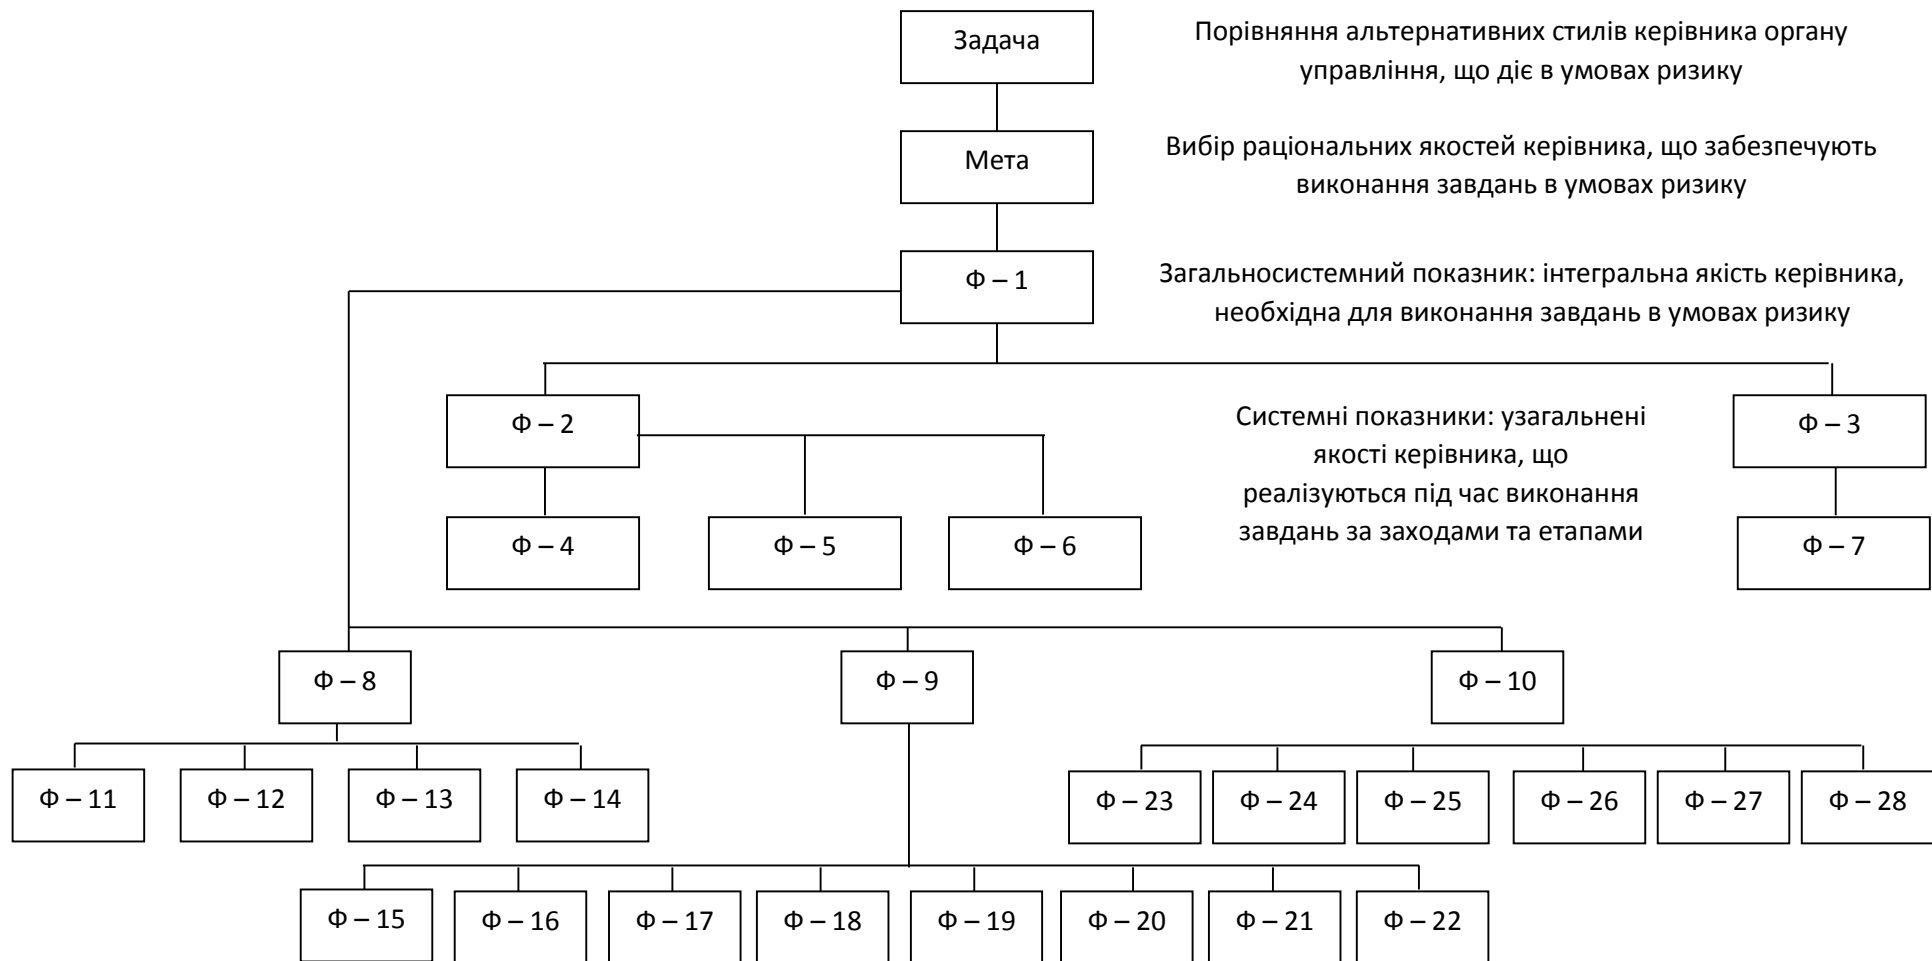 Задача
Порівняння альтернативних стилів керівника органу
управління, що діє в умовах ризику
Мета
Вибір раціональних якостей керівника, що забезпечують
виконання завдань в умовах ризику
Ф – 1
Загальносистемний показник: інтегральна якість керівника,
необхідна для виконання завдань в умовах ризику
Ф – 2
Системні показники: узагальнені
якості керівника, що
реалізуються під час виконання
завдань за заходами та етапами
Ф – 3
Ф – 4
Ф – 5
Ф – 6
Ф – 7
Ф – 8
Ф – 9
Ф – 10
Ф – 11
Ф – 12
Ф – 13
Ф – 14
Ф – 23
Ф – 24
Ф – 25
Ф – 26
Ф – 27
Ф – 28
Ф – 15
Ф – 16
Ф – 17
Ф – 18
Ф – 19
Ф – 20
Ф – 21
Ф – 22